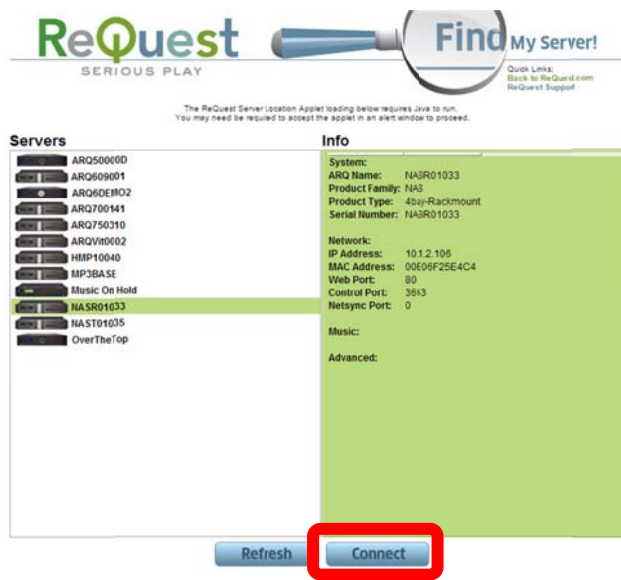 ReQuest
SERIOUS PLAY
Find My Server!
Quick Links:
Back to ReQuest.com
ReQuest Support
The ReQuest Server Location Applet loading below requires Java to run.
You may need be required to accept the applet in an alert window to proceed.
Servers
ARQ50000D
ARQ609001
ARQ6DEMO2
ARQ700141
ARQ750310
ARQVIt0002
HMP10040
MP3BASE
Music On Hold
NASR01033
NAST01035
OverTheTop
Info
System:
ARQ Name: NASR01033
Product Family: NAS
Product Type: 4bay-Rackmount
Serial Number: NASR01033
Network:
IP Address: 10.1.2.106
MAC Address: 00E06F25E4C4
Web Port: 80
Control Port: 3663
Netsync Port: 0
Music:
Advanced:
Refresh
Connect